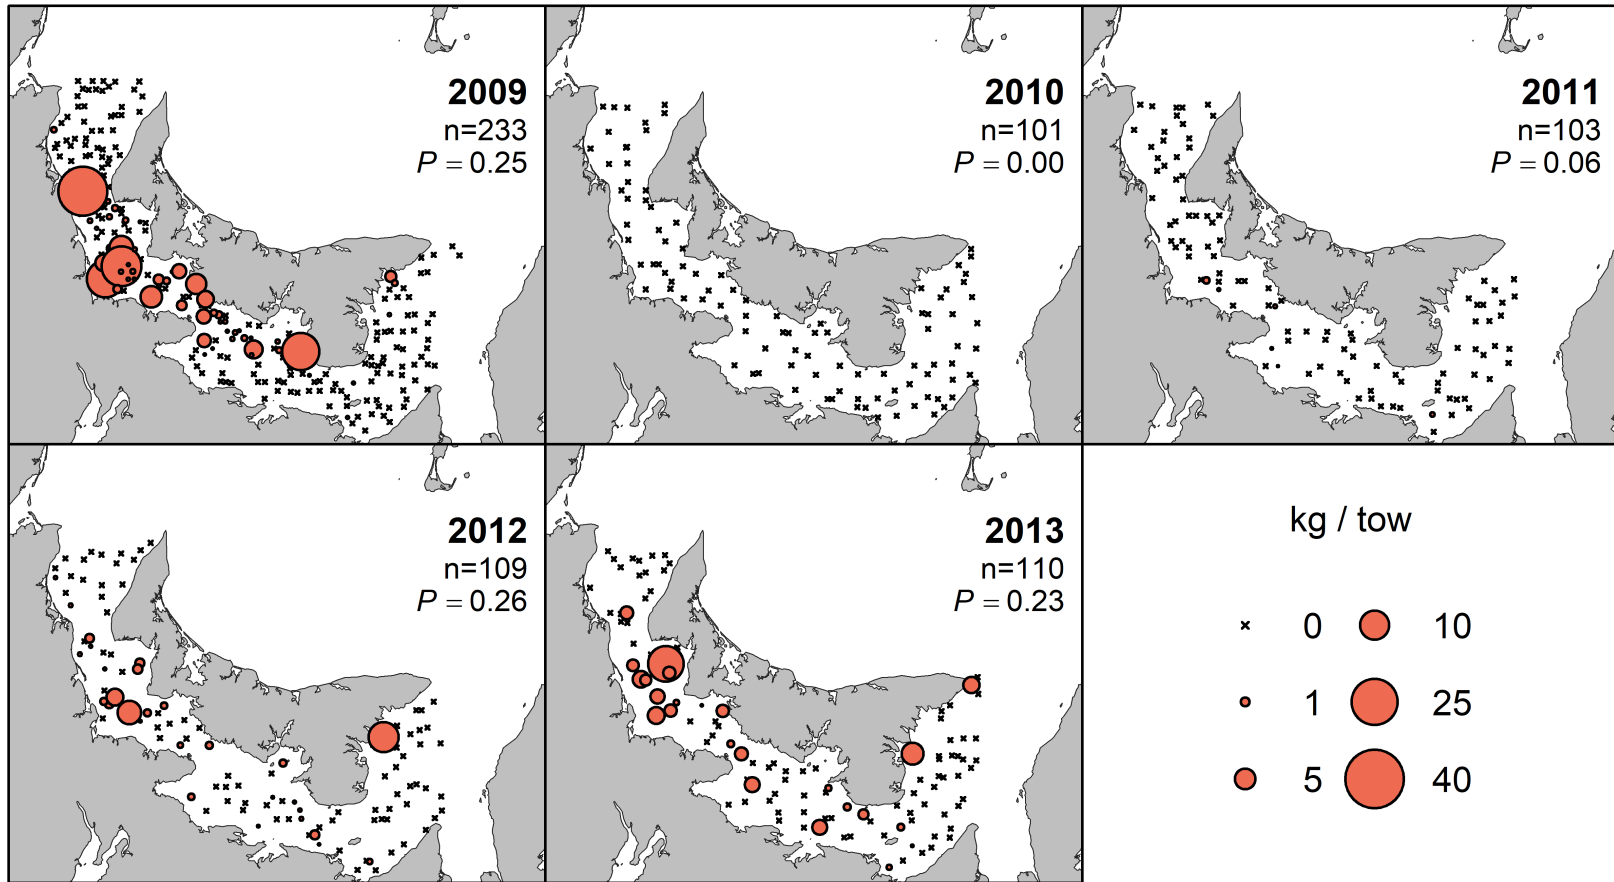 2009
n=233
P = 0.25
2010
n=101
P = 0.00
2011
n=103
P = 0.06
2012
n=109
P = 0.26
2013
n=110
P = 0.23
kg / tow
0 10
1 25
5 40